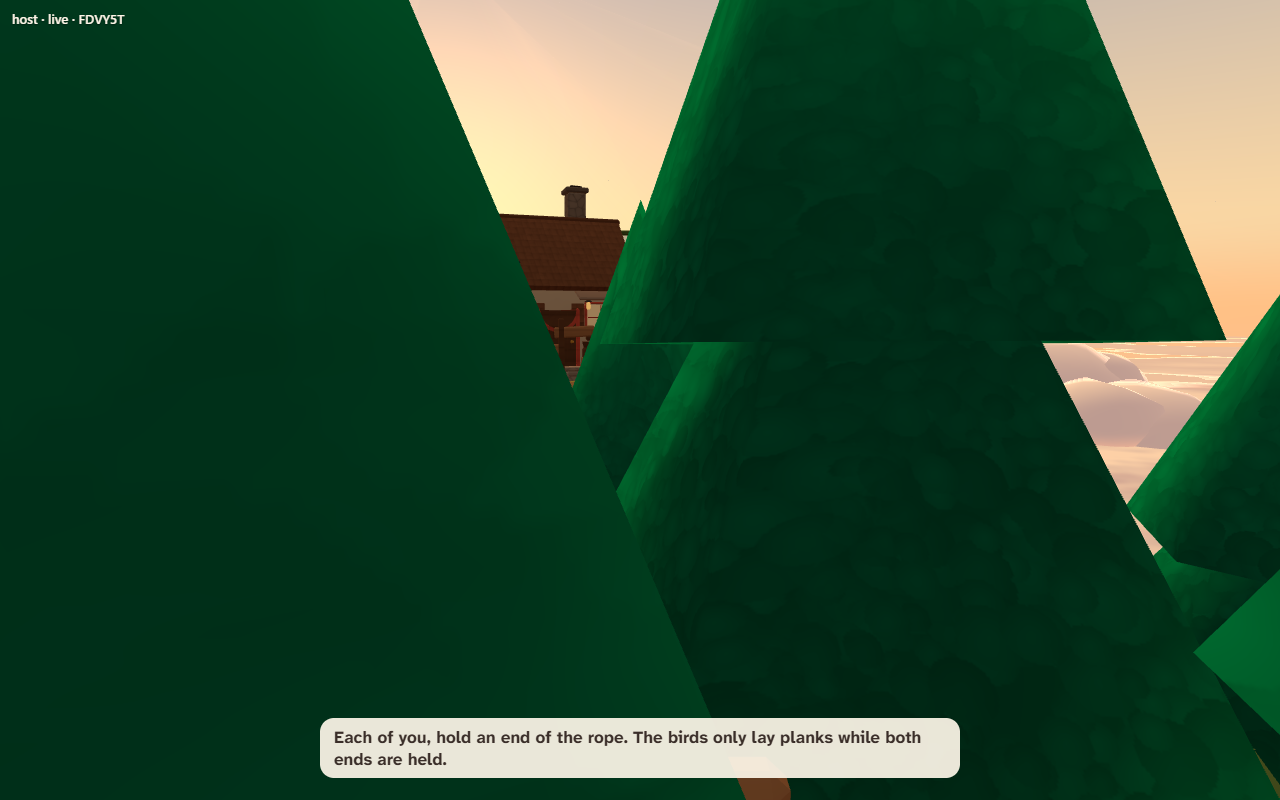 host · live · FDVY5T
Each of you, hold an end of the rope. The birds only lay planks while both
ends are held.